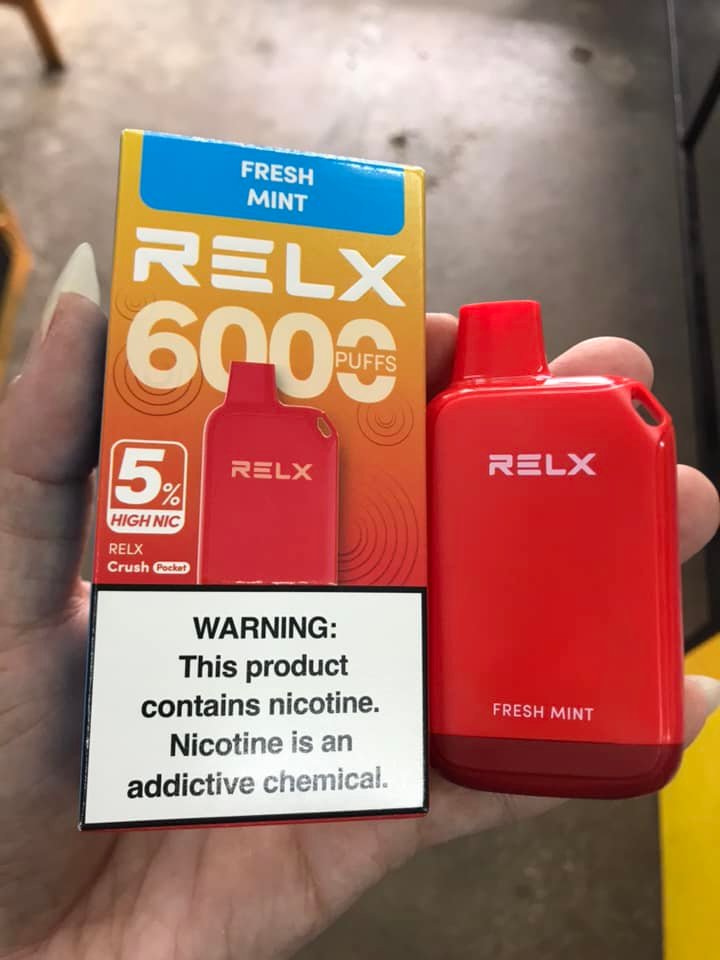 FRESH
MINT
RELX
6000
PUFFS
RELX
5%
HIGH NIC
RELX
Crush Pocket
WARNING:
This product
contains nicotine.
Nicotine is an
addictive chemical.
RELX
FRESH MINT